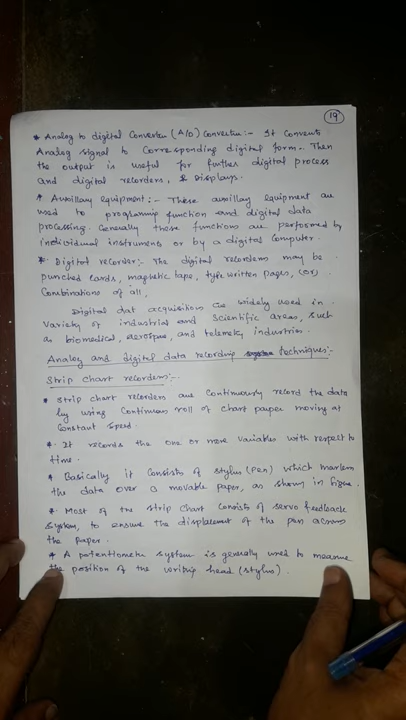 19
* Analog to digital Converter (A/D) Converter:- It Converts
Analog signal to Corresponding digital form. Then
the output is useful for further digital process
and digital recorders, & displays.
* Auxillary equipment:- These auxillary equipment are
used to programming function and digital data
processing. Generally these functions are performed by
individual instruments or by a digital Computer.
* Digital recorder:- The digital recorders may be
punched cards, magnetic tape, type written pages, (or)
Combinations of all,
Digital dat acquisition are widely used in
Variety of industrial and Scientific areas, such
as biomedical, aerospace, and telemetry industries.
Analog and digital data recording techniques:-
Strip chart recorders:-
* Strip chart recorders are continuously record the data
by using Continuous roll of chart paper moving at
Constant speed.
* It records the one or more variables with respect to
time.
* Basically it Consists of stylus (pen) which marks
the data over a movable paper, as shown in figure.
* Most of the strip chart Consists of servo feedback
System, to ensure the displacement of the pen across
the paper.
* A potentiometer system is generally used to measure
the position of the writing head (stylus).